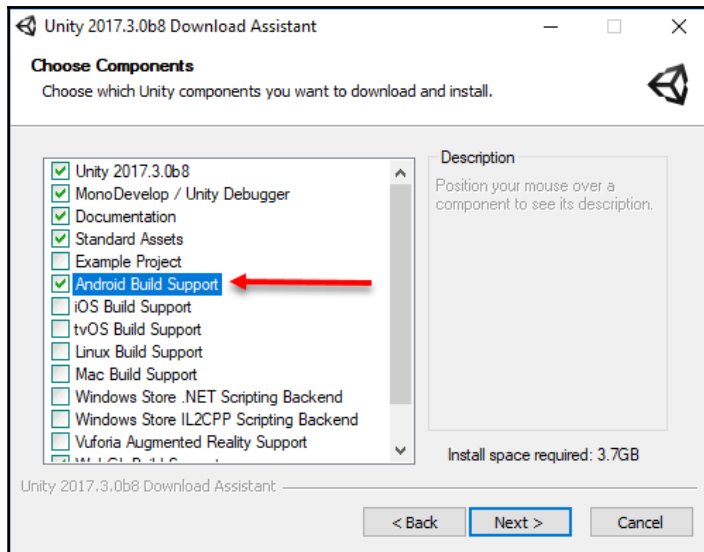 Unity 2017.3.0b8 Download Assistant
Choose Components
Choose which Unity components you want to download and install.
Unity 2017.3.0b8
MonoDevelop / Unity Debugger
Documentation
Standard Assets
Example Project
Android Build Support
iOS Build Support
tvOS Build Support
Linux Build Support
Mac Build Support
Windows Store .NET Scripting Backend
Windows Store IL2CPP Scripting Backend
Vuforia Augmented Reality Support
Description
Position your mouse over a
component to see its description.
Install space required: 3.7GB
Unity 2017.3.0b8 Download Assistant
< Back
Next >
Cancel